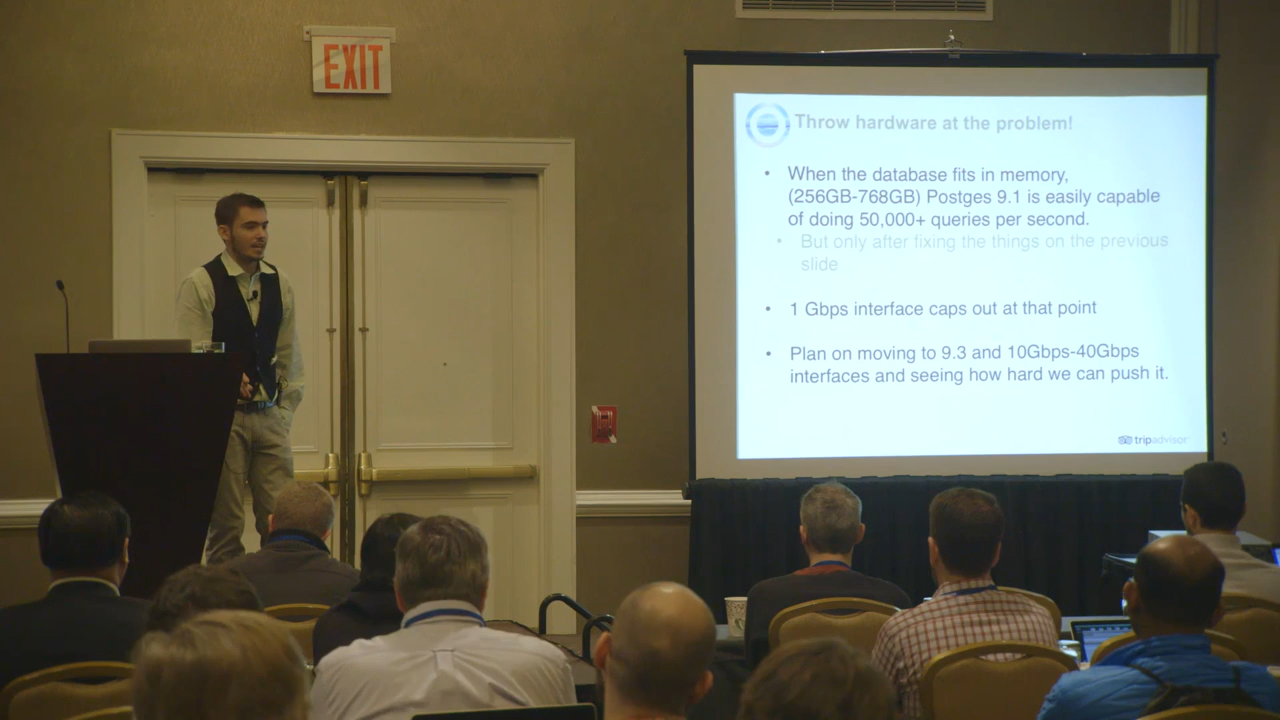 EXIT
Throw hardware at the problem!
• When the database fits in memory,
(256GB-768GB) Postges 9.1 is easily capable
of doing 50,000+ queries per second.
• But only after fixing the things on the previous
slide
• 1 Gbps interface caps out at that point
• Plan on moving to 9.3 and 10Gbps-40Gbps
interfaces and seeing how hard we can push it.
tripadvisor